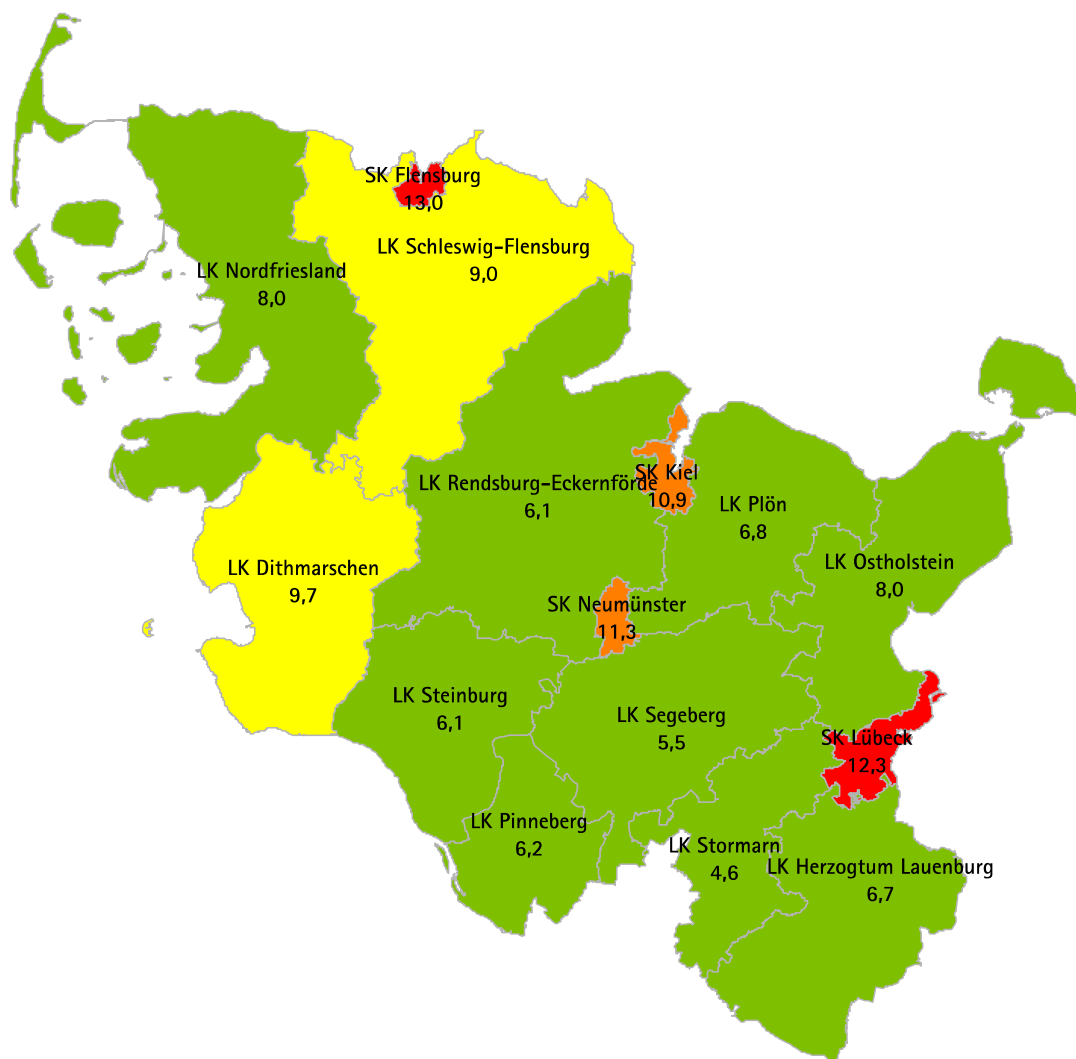 SK Flensburg
13,0
LK Schleswig-Flensburg
9,0
LK Nordfriesland
8,0
LK Rendsburg-Eckernförde
6,1
SK Kiel
10,9
LK Plön
6,8
LK Ostholstein
8,0
LK Dithmarschen
9,7
SK Neumünster
11,3
LK Steinburg
6,1
LK Segeberg
5,5
SK Lübeck
12,3
LK Pinneberg
6,2
LK Stormarn
4,6
LK Herzogtum Lauenburg
6,7